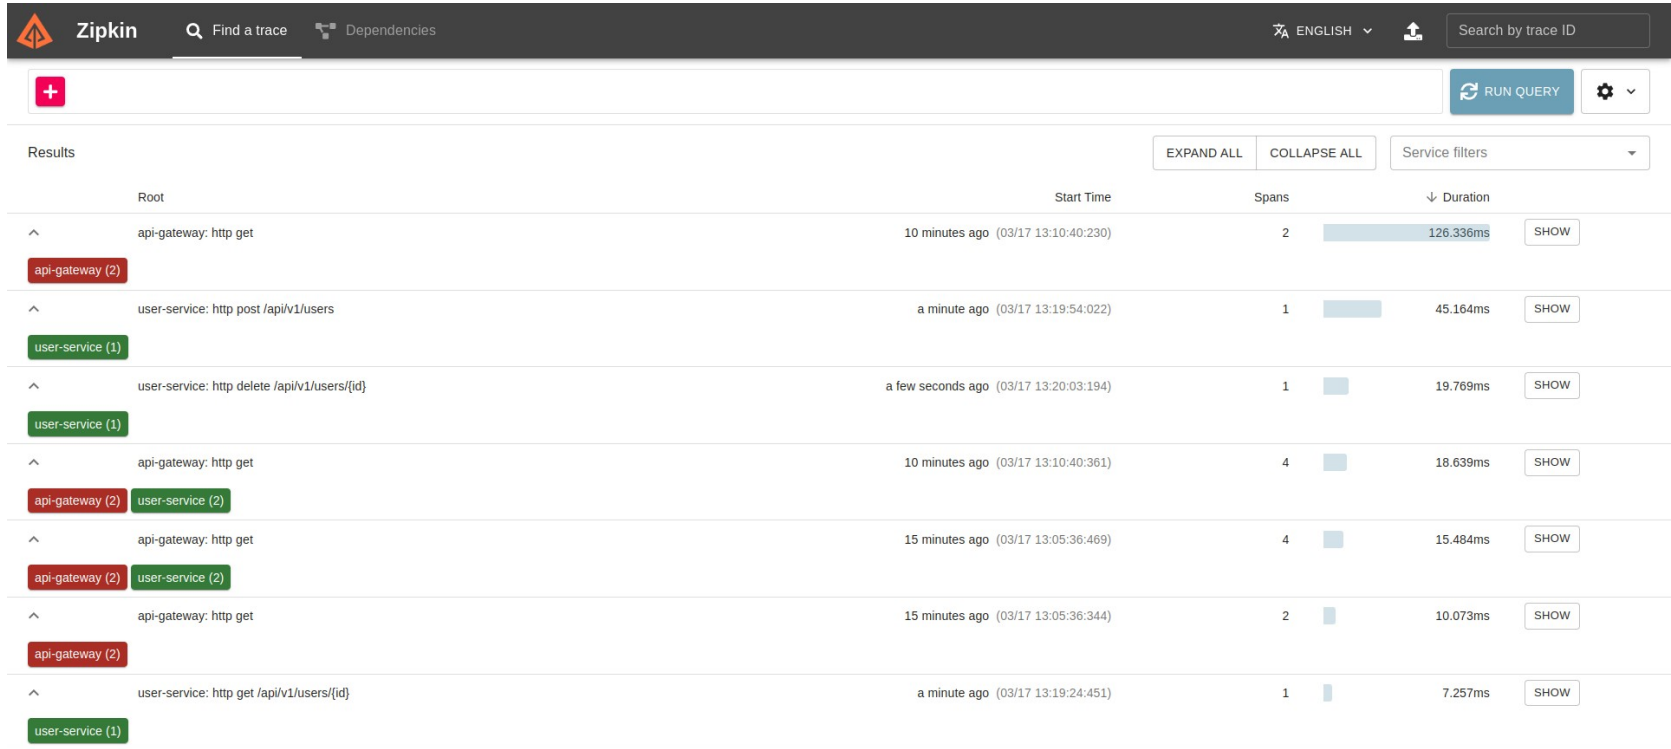 Zipkin Find a trace Dependencies ENGLISH Search by trace ID
RUN QUERY
Results EXPAND ALL COLLAPSE ALL Service filters
Root Start Time Spans Duration
api-gateway: http get 10 minutes ago (03/17 13:10:40:230) 2 126.336ms SHOW
api-gateway (2)
user-service: http post /api/v1/users a minute ago (03/17 13:19:54:022) 1 45.164ms SHOW
user-service (1)
user-service: http delete /api/v1/users/{id} a few seconds ago (03/17 13:20:03:194) 1 19.769ms SHOW
user-service (1)
api-gateway: http get 10 minutes ago (03/17 13:10:40:361) 4 18.639ms SHOW
api-gateway (2) user-service (2)
api-gateway: http get 15 minutes ago (03/17 13:05:36:469) 4 15.484ms SHOW
api-gateway (2) user-service (2)
api-gateway: http get 15 minutes ago (03/17 13:05:36:344) 2 10.073ms SHOW
api-gateway (2)
user-service: http get /api/v1/users/{id} a minute ago (03/17 13:19:24:451) 1 7.257ms SHOW
user-service (1)